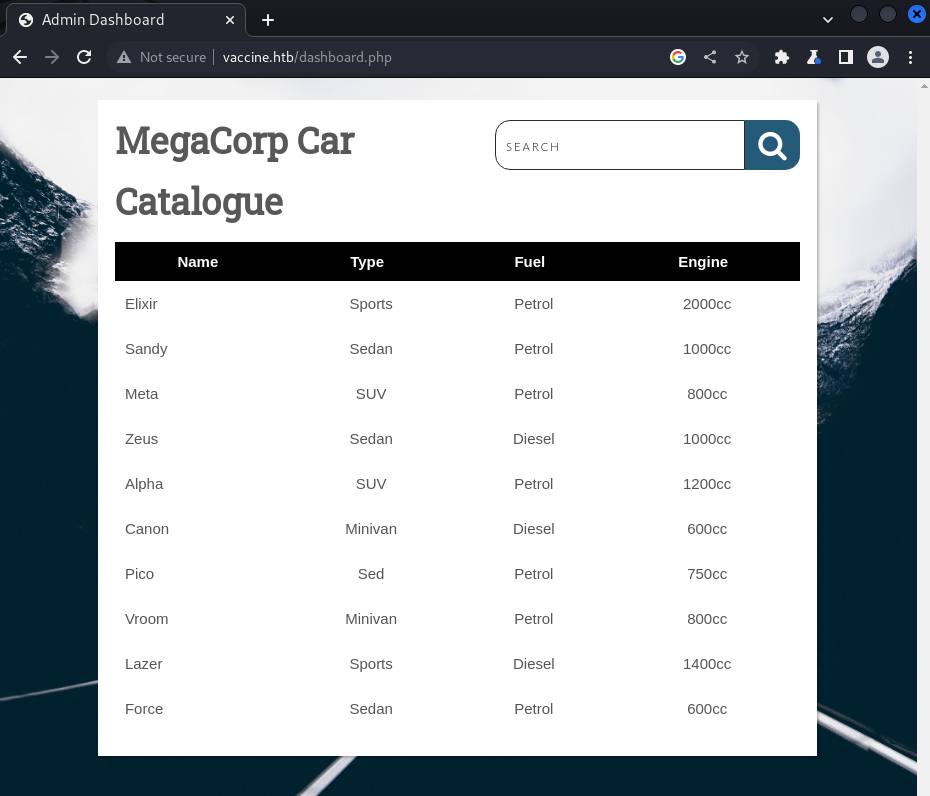 Admin Dashboard
Not secure vaccine.htb/dashboard.php
MegaCorp Car
Catalogue
SEARCH
Name Type Fuel Engine
Elixir Sports Petrol 2000cc
Sandy Sedan Petrol 1000cc
Meta SUV Petrol 800cc
Zeus Sedan Diesel 1000cc
Alpha SUV Petrol 1200cc
Canon Minivan Diesel 600cc
Pico Sed Petrol 750cc
Vroom Minivan Petrol 800cc
Lazer Sports Diesel 1400cc
Force Sedan Petrol 600cc